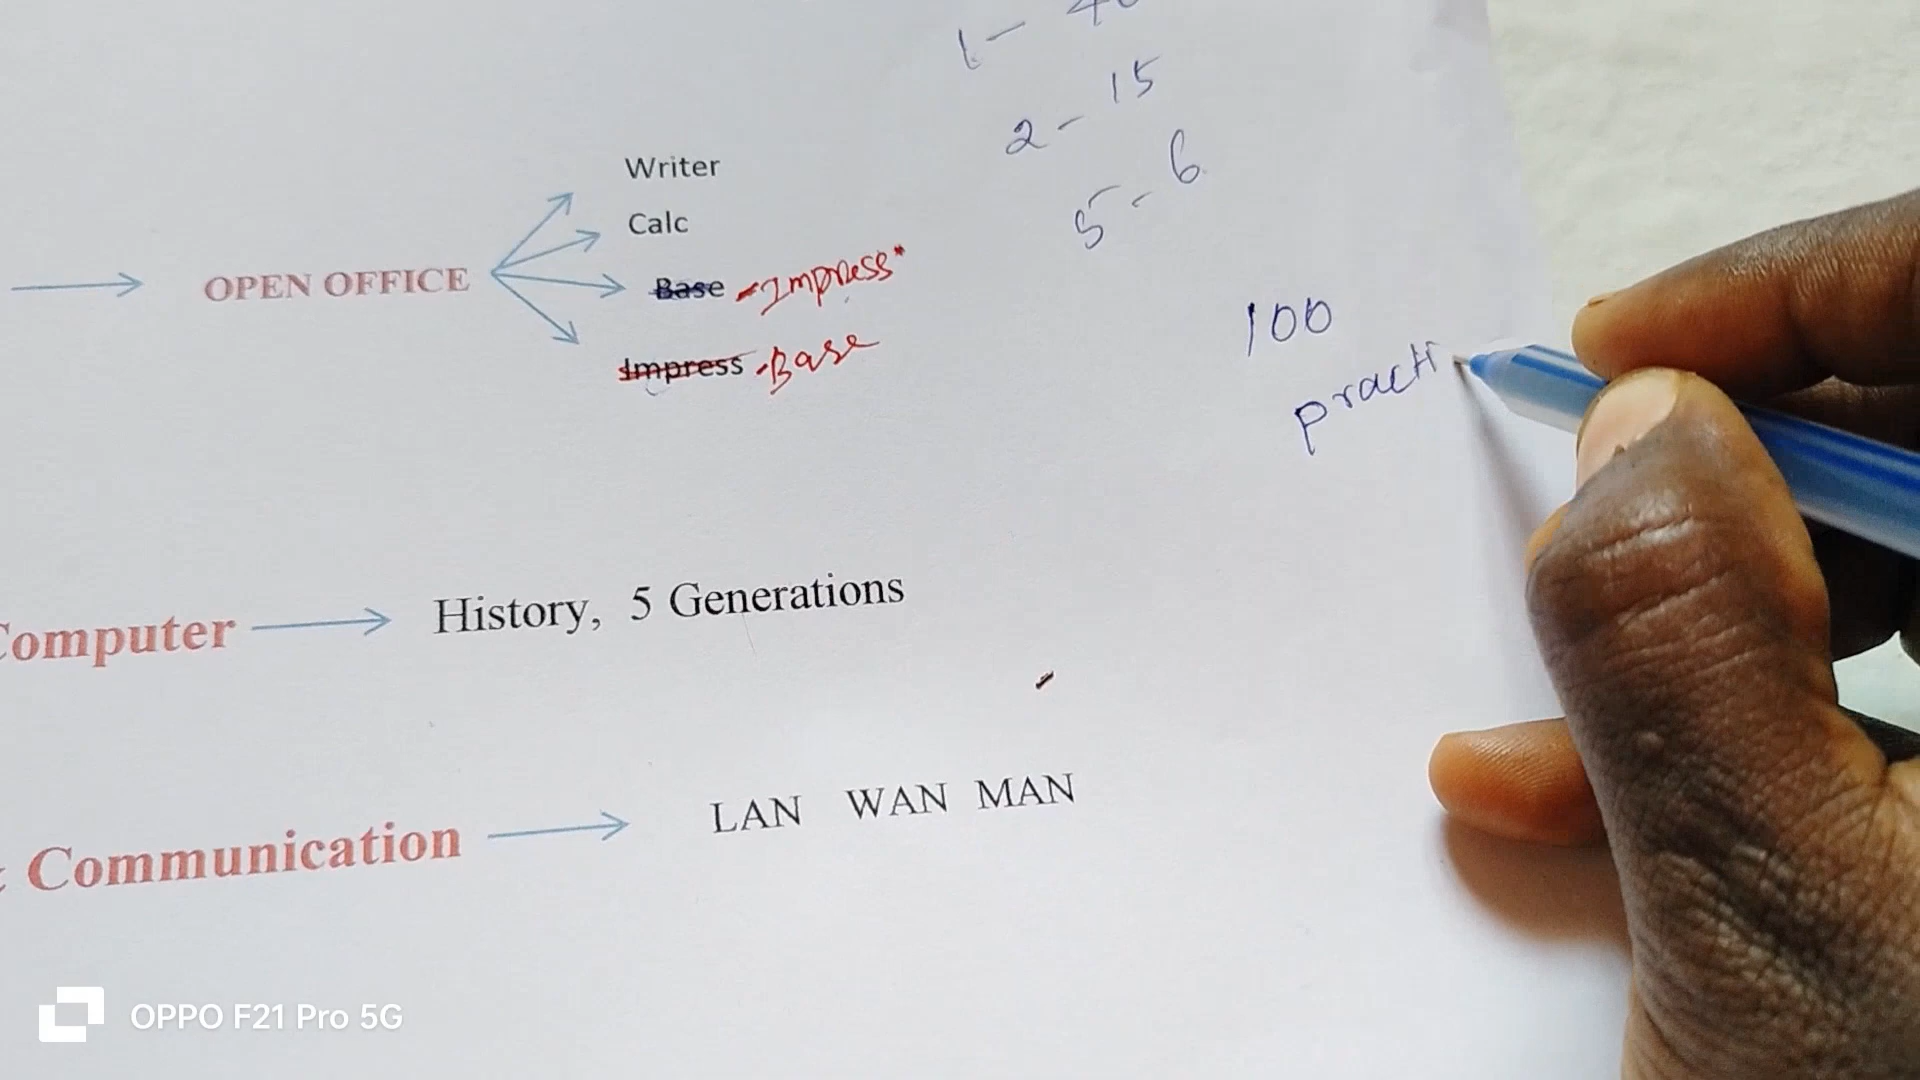 1 –
2 – 15
5 - 6
Writer
Calc
OPEN OFFICE
Base - Impress*
Impress - Base
100
practi
Computer
History, 5 Generations
Communication
LAN WAN MAN
OPPO F21 Pro 5G